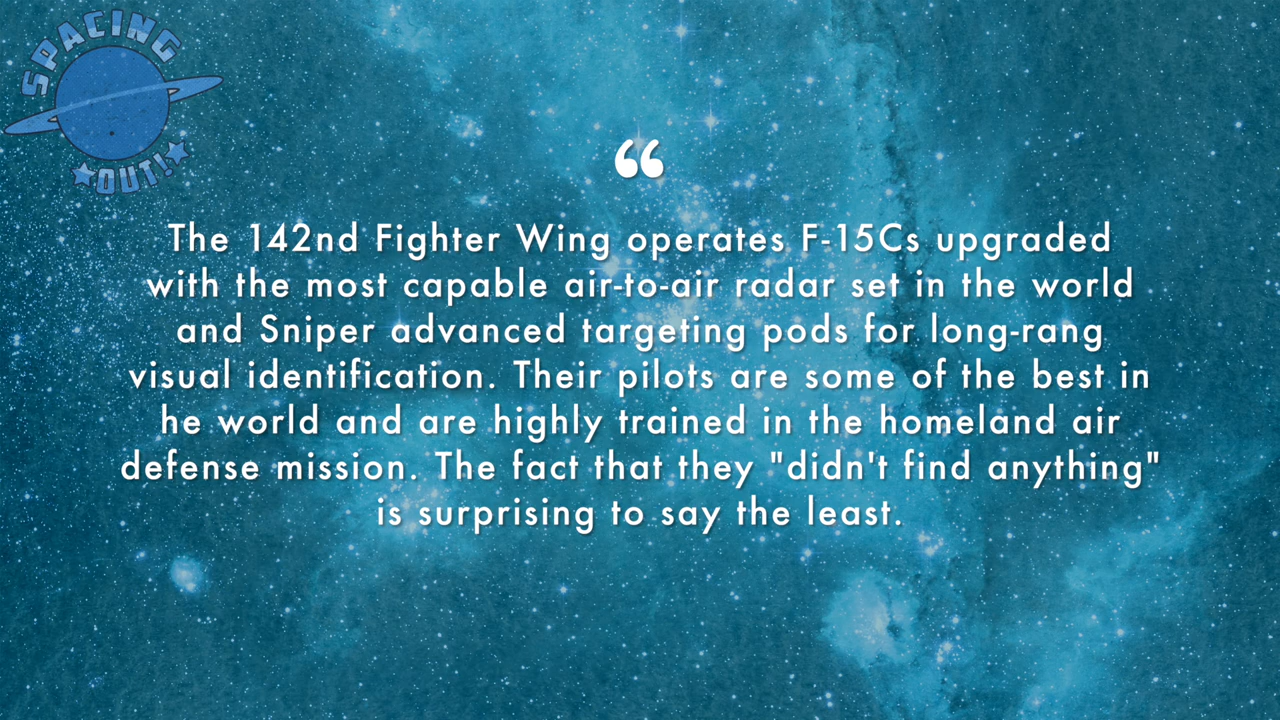 SPACING
OUT!
“
The 142nd Fighter Wing operates F-15Cs upgraded
with the most capable air-to-air radar set in the world
and Sniper advanced targeting pods for long-rang
visual identification. Their pilots are some of the best in
he world and are highly trained in the homeland air
defense mission. The fact that they "didn't find anything"
is surprising to say the least.